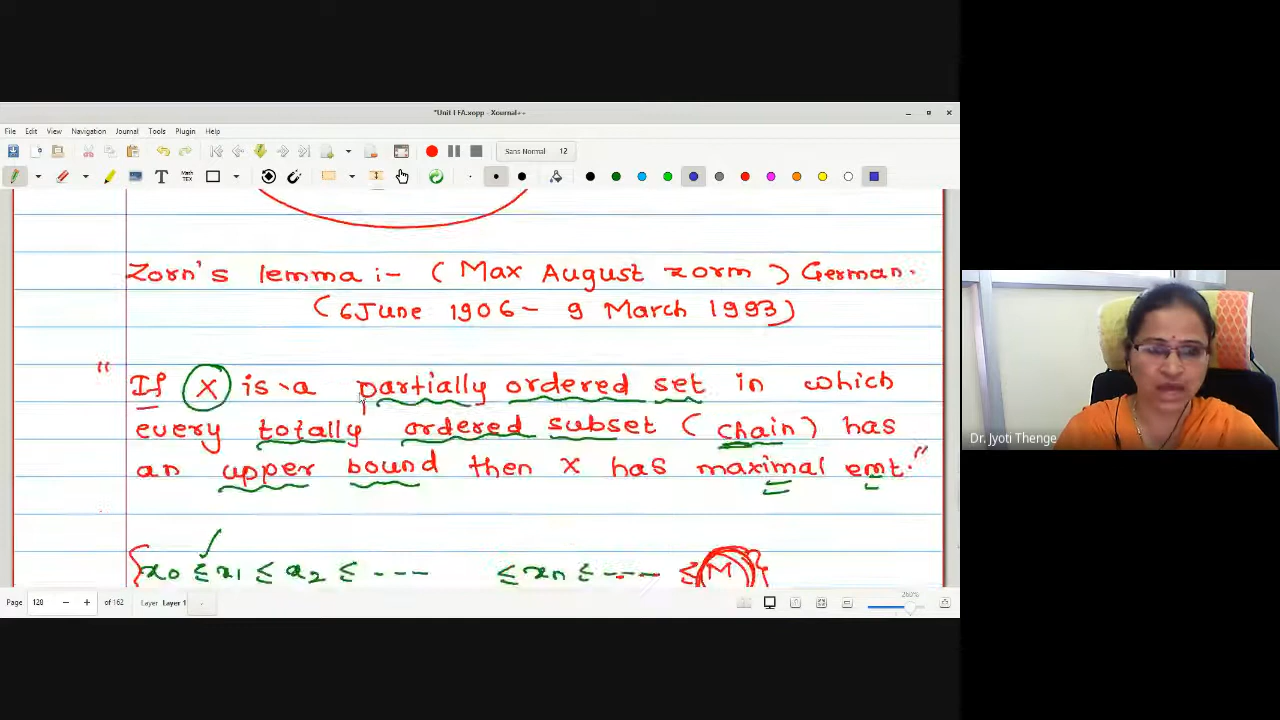 *Unit I FA.xopp - Xournal++
File Edit View Navigation Journal Tools Plugin Help
Sans Normal 12
Zorn's lemma :- (Max August zorm) German.
(6 June 1906 - 9 March 1993)
" If X is a partially ordered set in which
every totally ordered subset (chain) has
an upper bound then X has maximal emt."
x0 ≤ x1 ≤ x2 ≤ ---- ≤ xn ≤ ---- ≤ M
Page 128 of 162 Layer Layer 1
260%
Dr. Jyoti Thenge